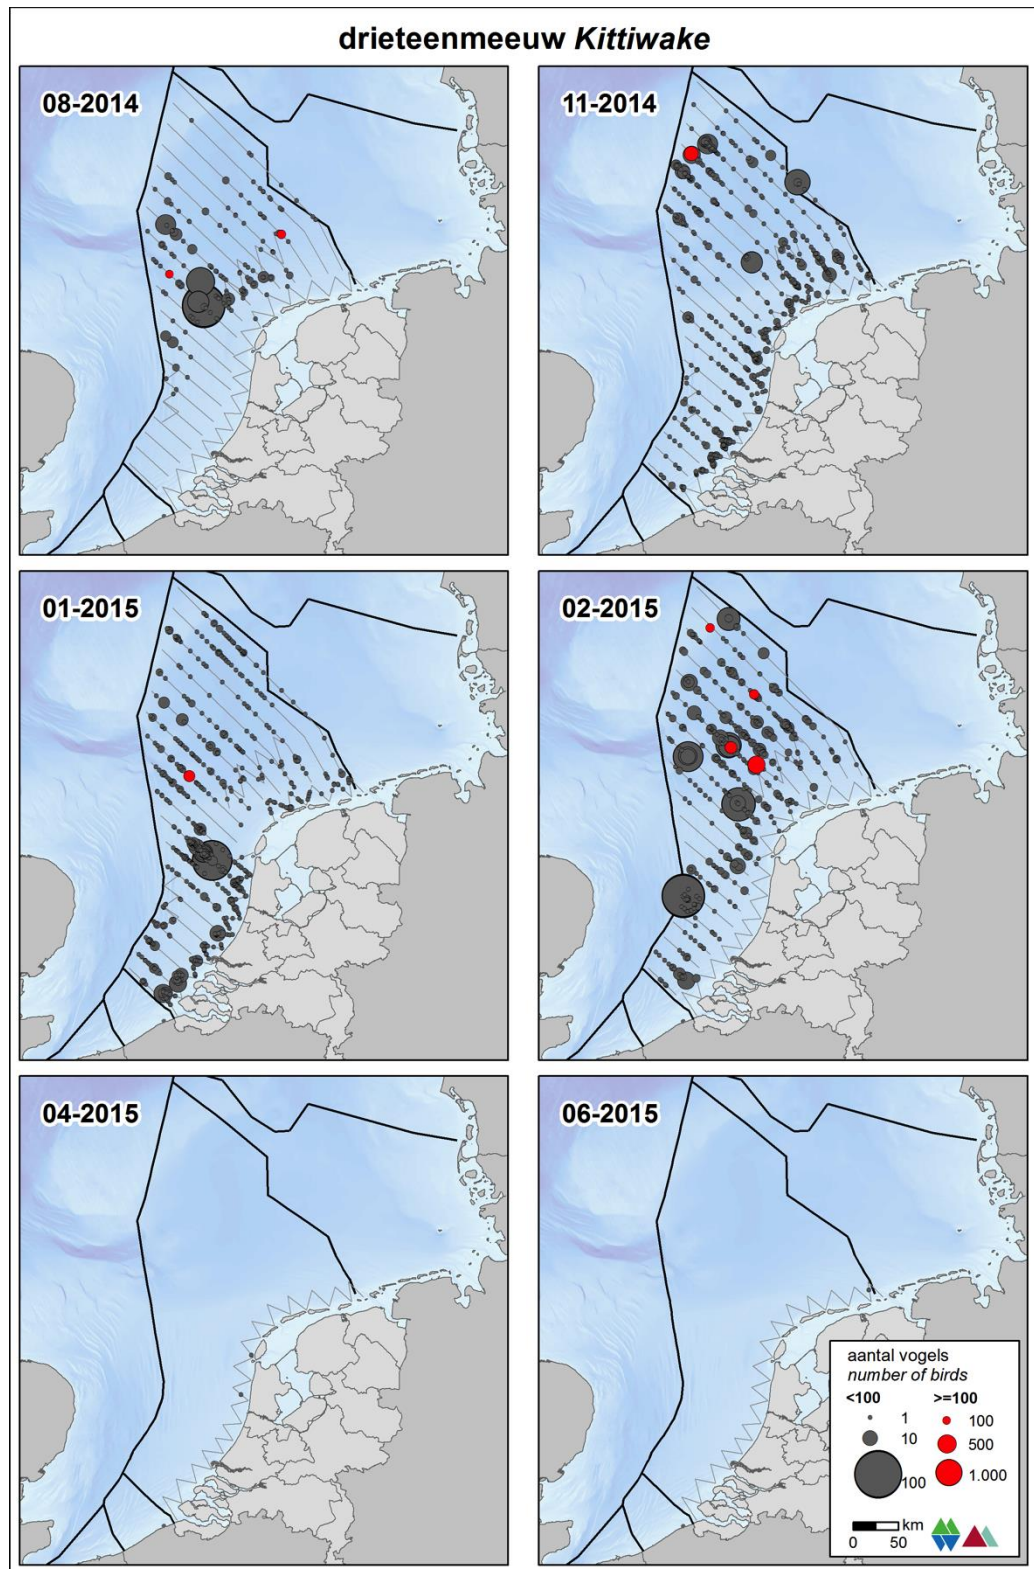 drieteenmeeuw Kittiwake
08-2014
11-2014
01-2015
02-2015
04-2015
06-2015
aantal vogels
number of birds
<100 >=100
1 100
10 500
100 1.000
km
0 50